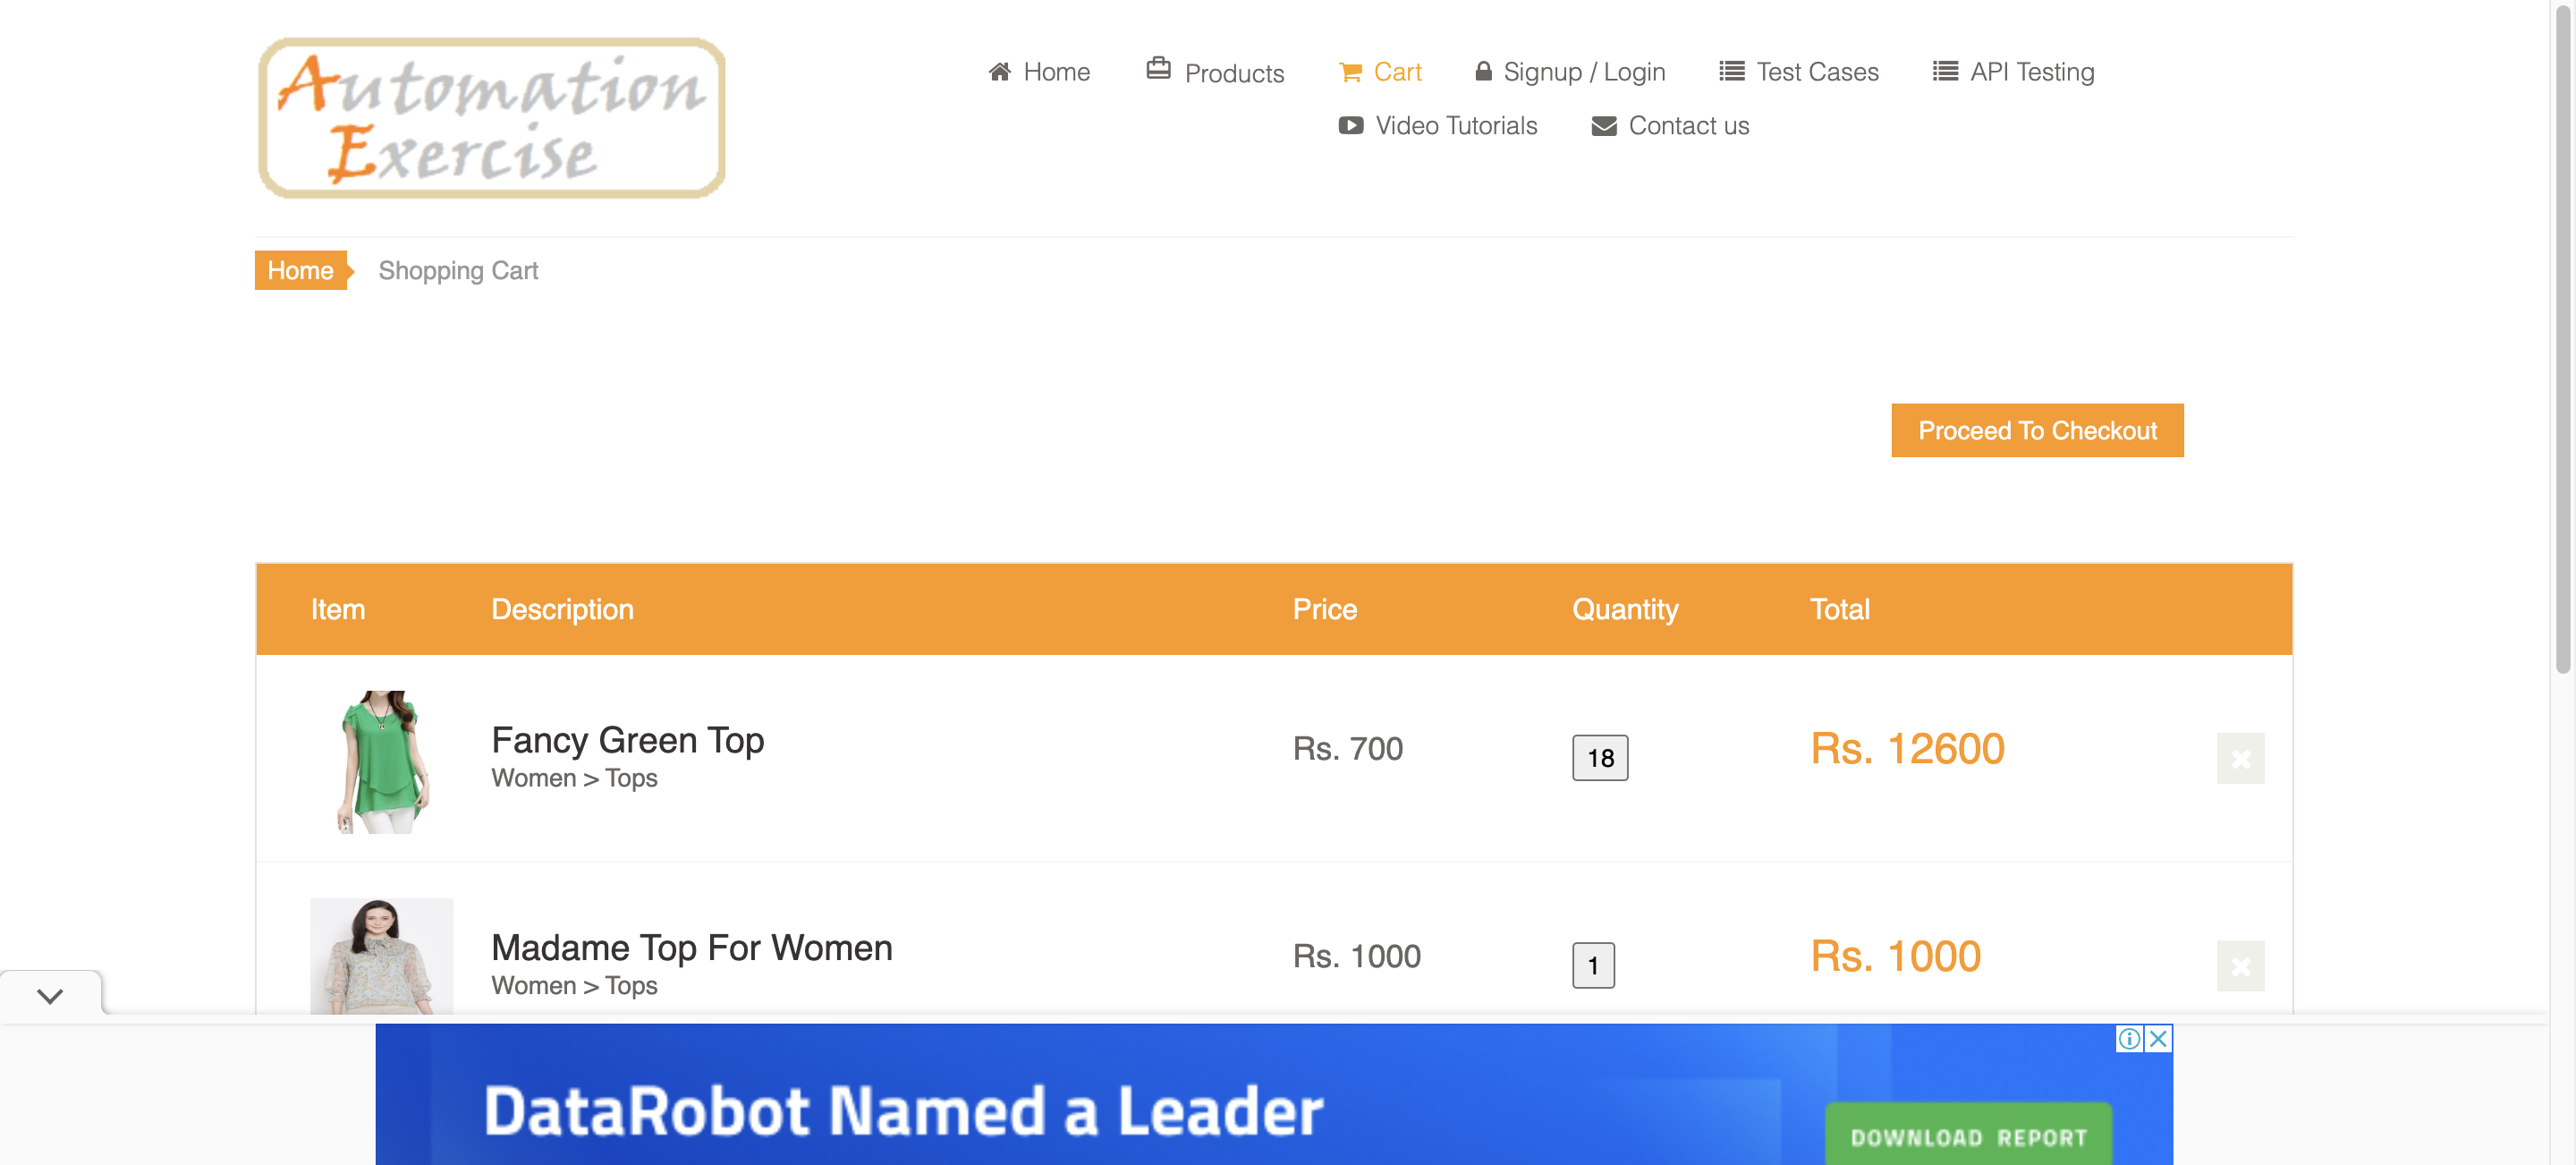 Automation
Exercise
Home
Products
Cart
Signup / Login
Test Cases
API Testing
Video Tutorials
Contact us
Home
Shopping Cart
Proceed To Checkout
Item Description Price Quantity Total
Fancy Green Top
Women > Tops
Rs. 700
18
Rs. 12600
Madame Top For Women
Women > Tops
Rs. 1000
1
Rs. 1000
DataRobot Named a Leader
DOWNLOAD REPORT